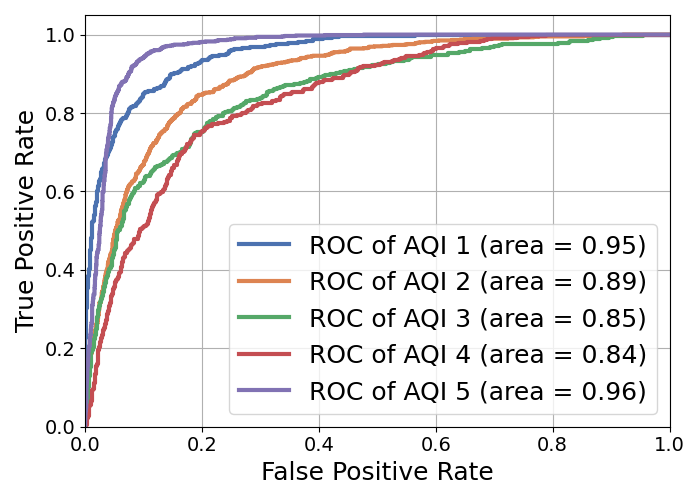 1.0
0.8
0.6
0.4
0.2
0.0
True Positive Rate
ROC of AQI 1 (area = 0.95)
ROC of AQI 2 (area = 0.89)
ROC of AQI 3 (area = 0.85)
ROC of AQI 4 (area = 0.84)
ROC of AQI 5 (area = 0.96)
0.0 0.2 0.4 0.6 0.8 1.0
False Positive Rate